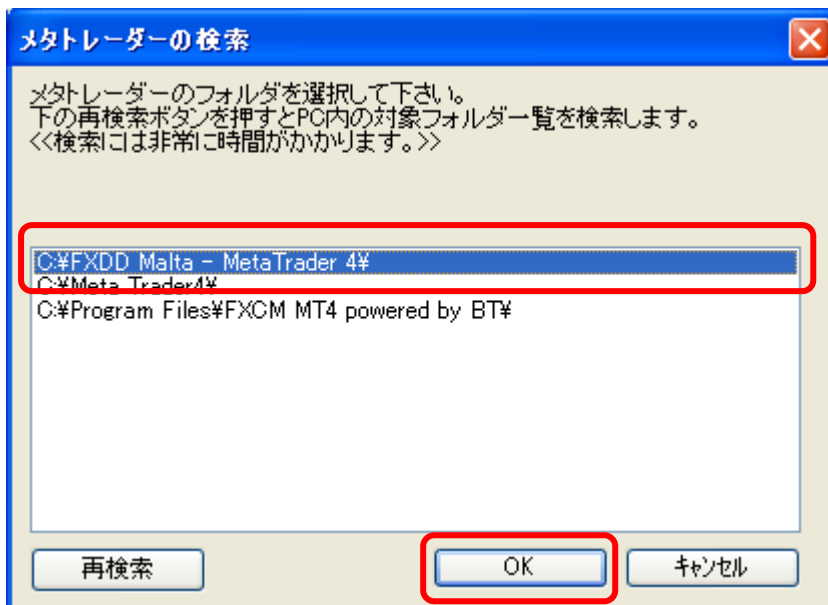 メタトレーダーの検索
メタトレーダーのフォルダを選択して下さい。
下の再検索ボタンを押すとPC内の対象フォルダ一覧を検索します。
<<検索には非常に時間がかかります。>>
C:¥FXDD Malta - MetaTrader 4¥
C:¥Meta Trader4¥
C:¥Program Files¥FXCM MT4 powered by BT¥
再検索 OK キャンセル